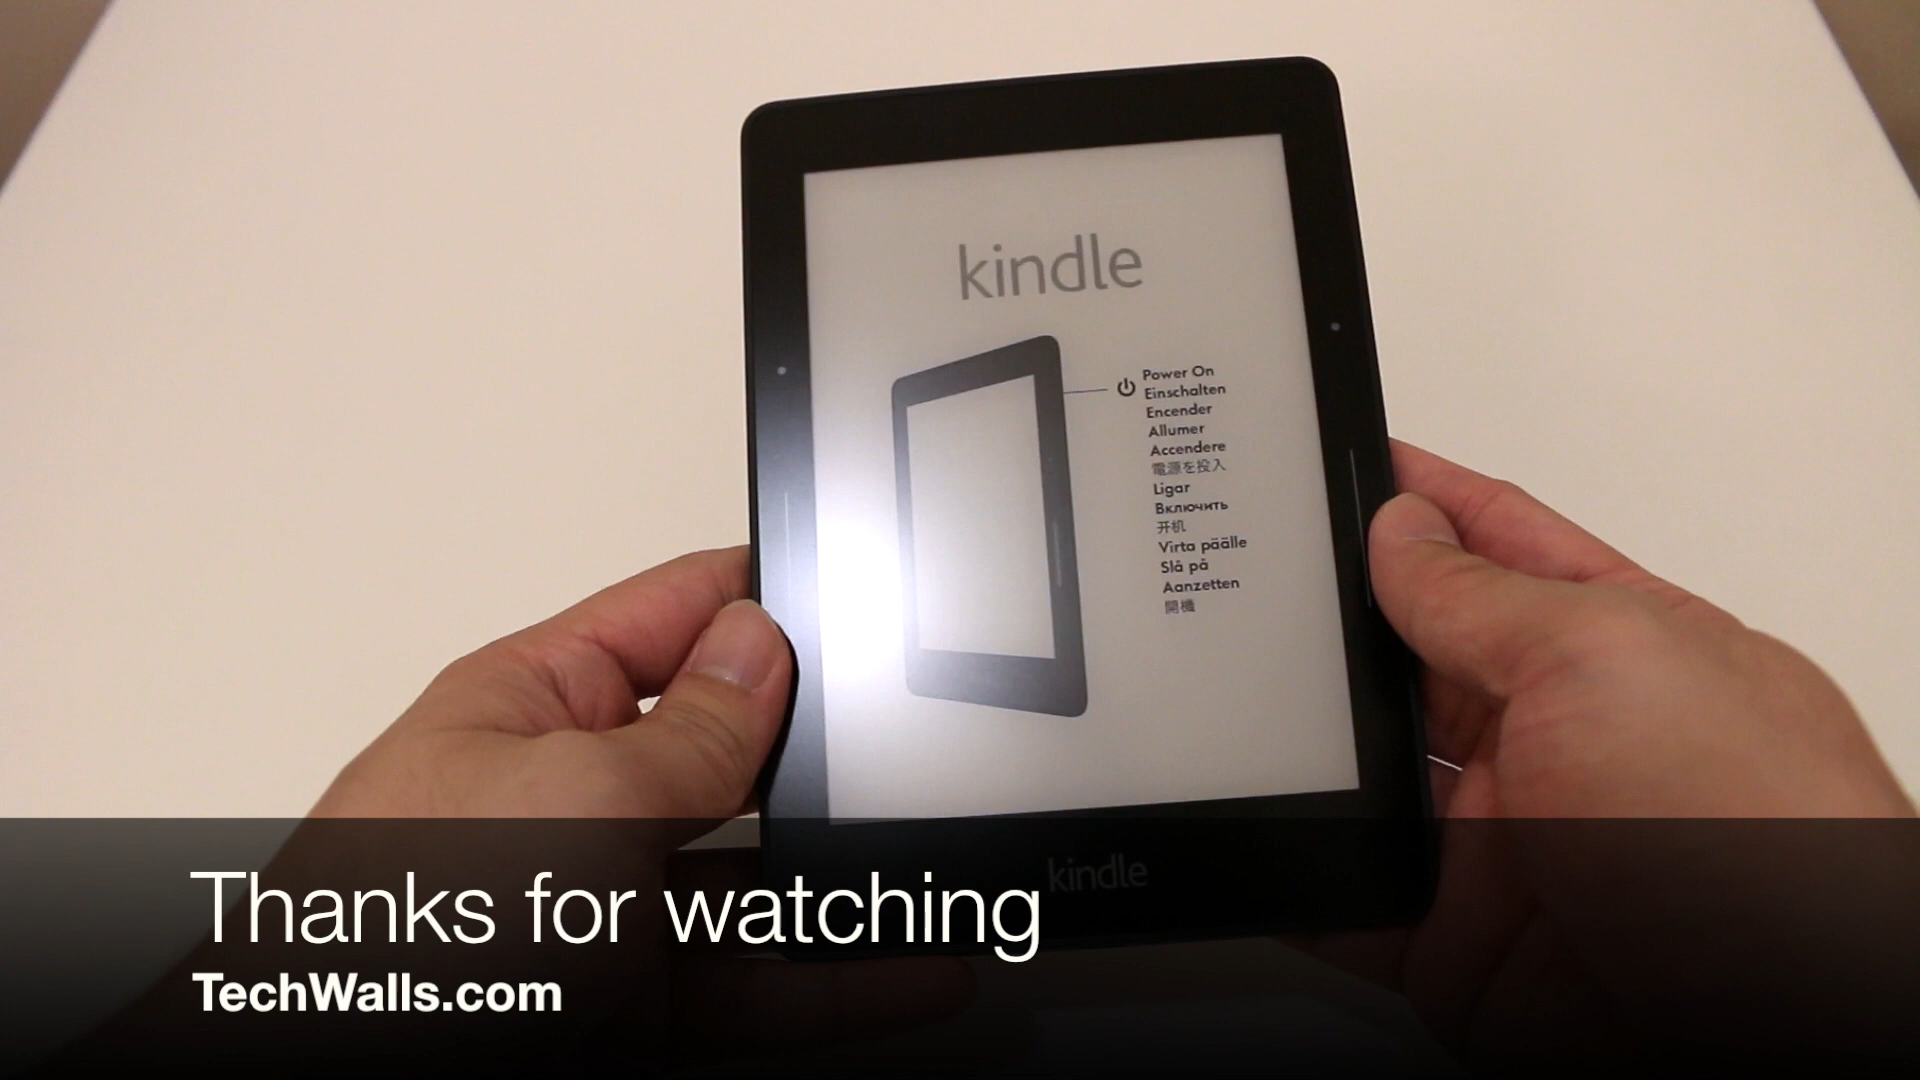 kindle
Power On
Einschalten
Encender
Allumer
Accendere
電源を投入
Ligar
Включить
开机
Virta päälle
Slå på
Aanzetten
開機
kindle
Thanks for watching
TechWalls.com